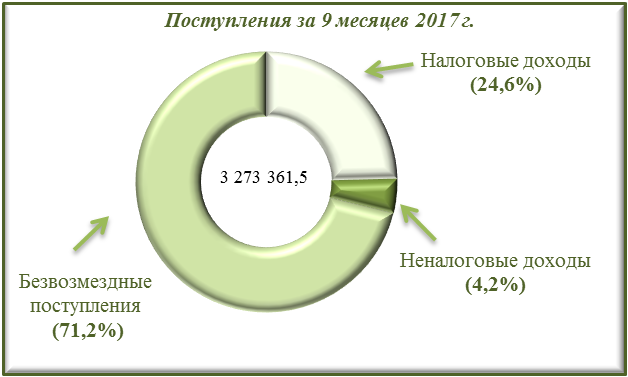 Поступления за 9 месяцев 2017 г.
Налоговые доходы
(24,6%)
3 273 361,5
Неналоговые доходы
(4,2%)
Безвозмездные
поступления
(71,2%)